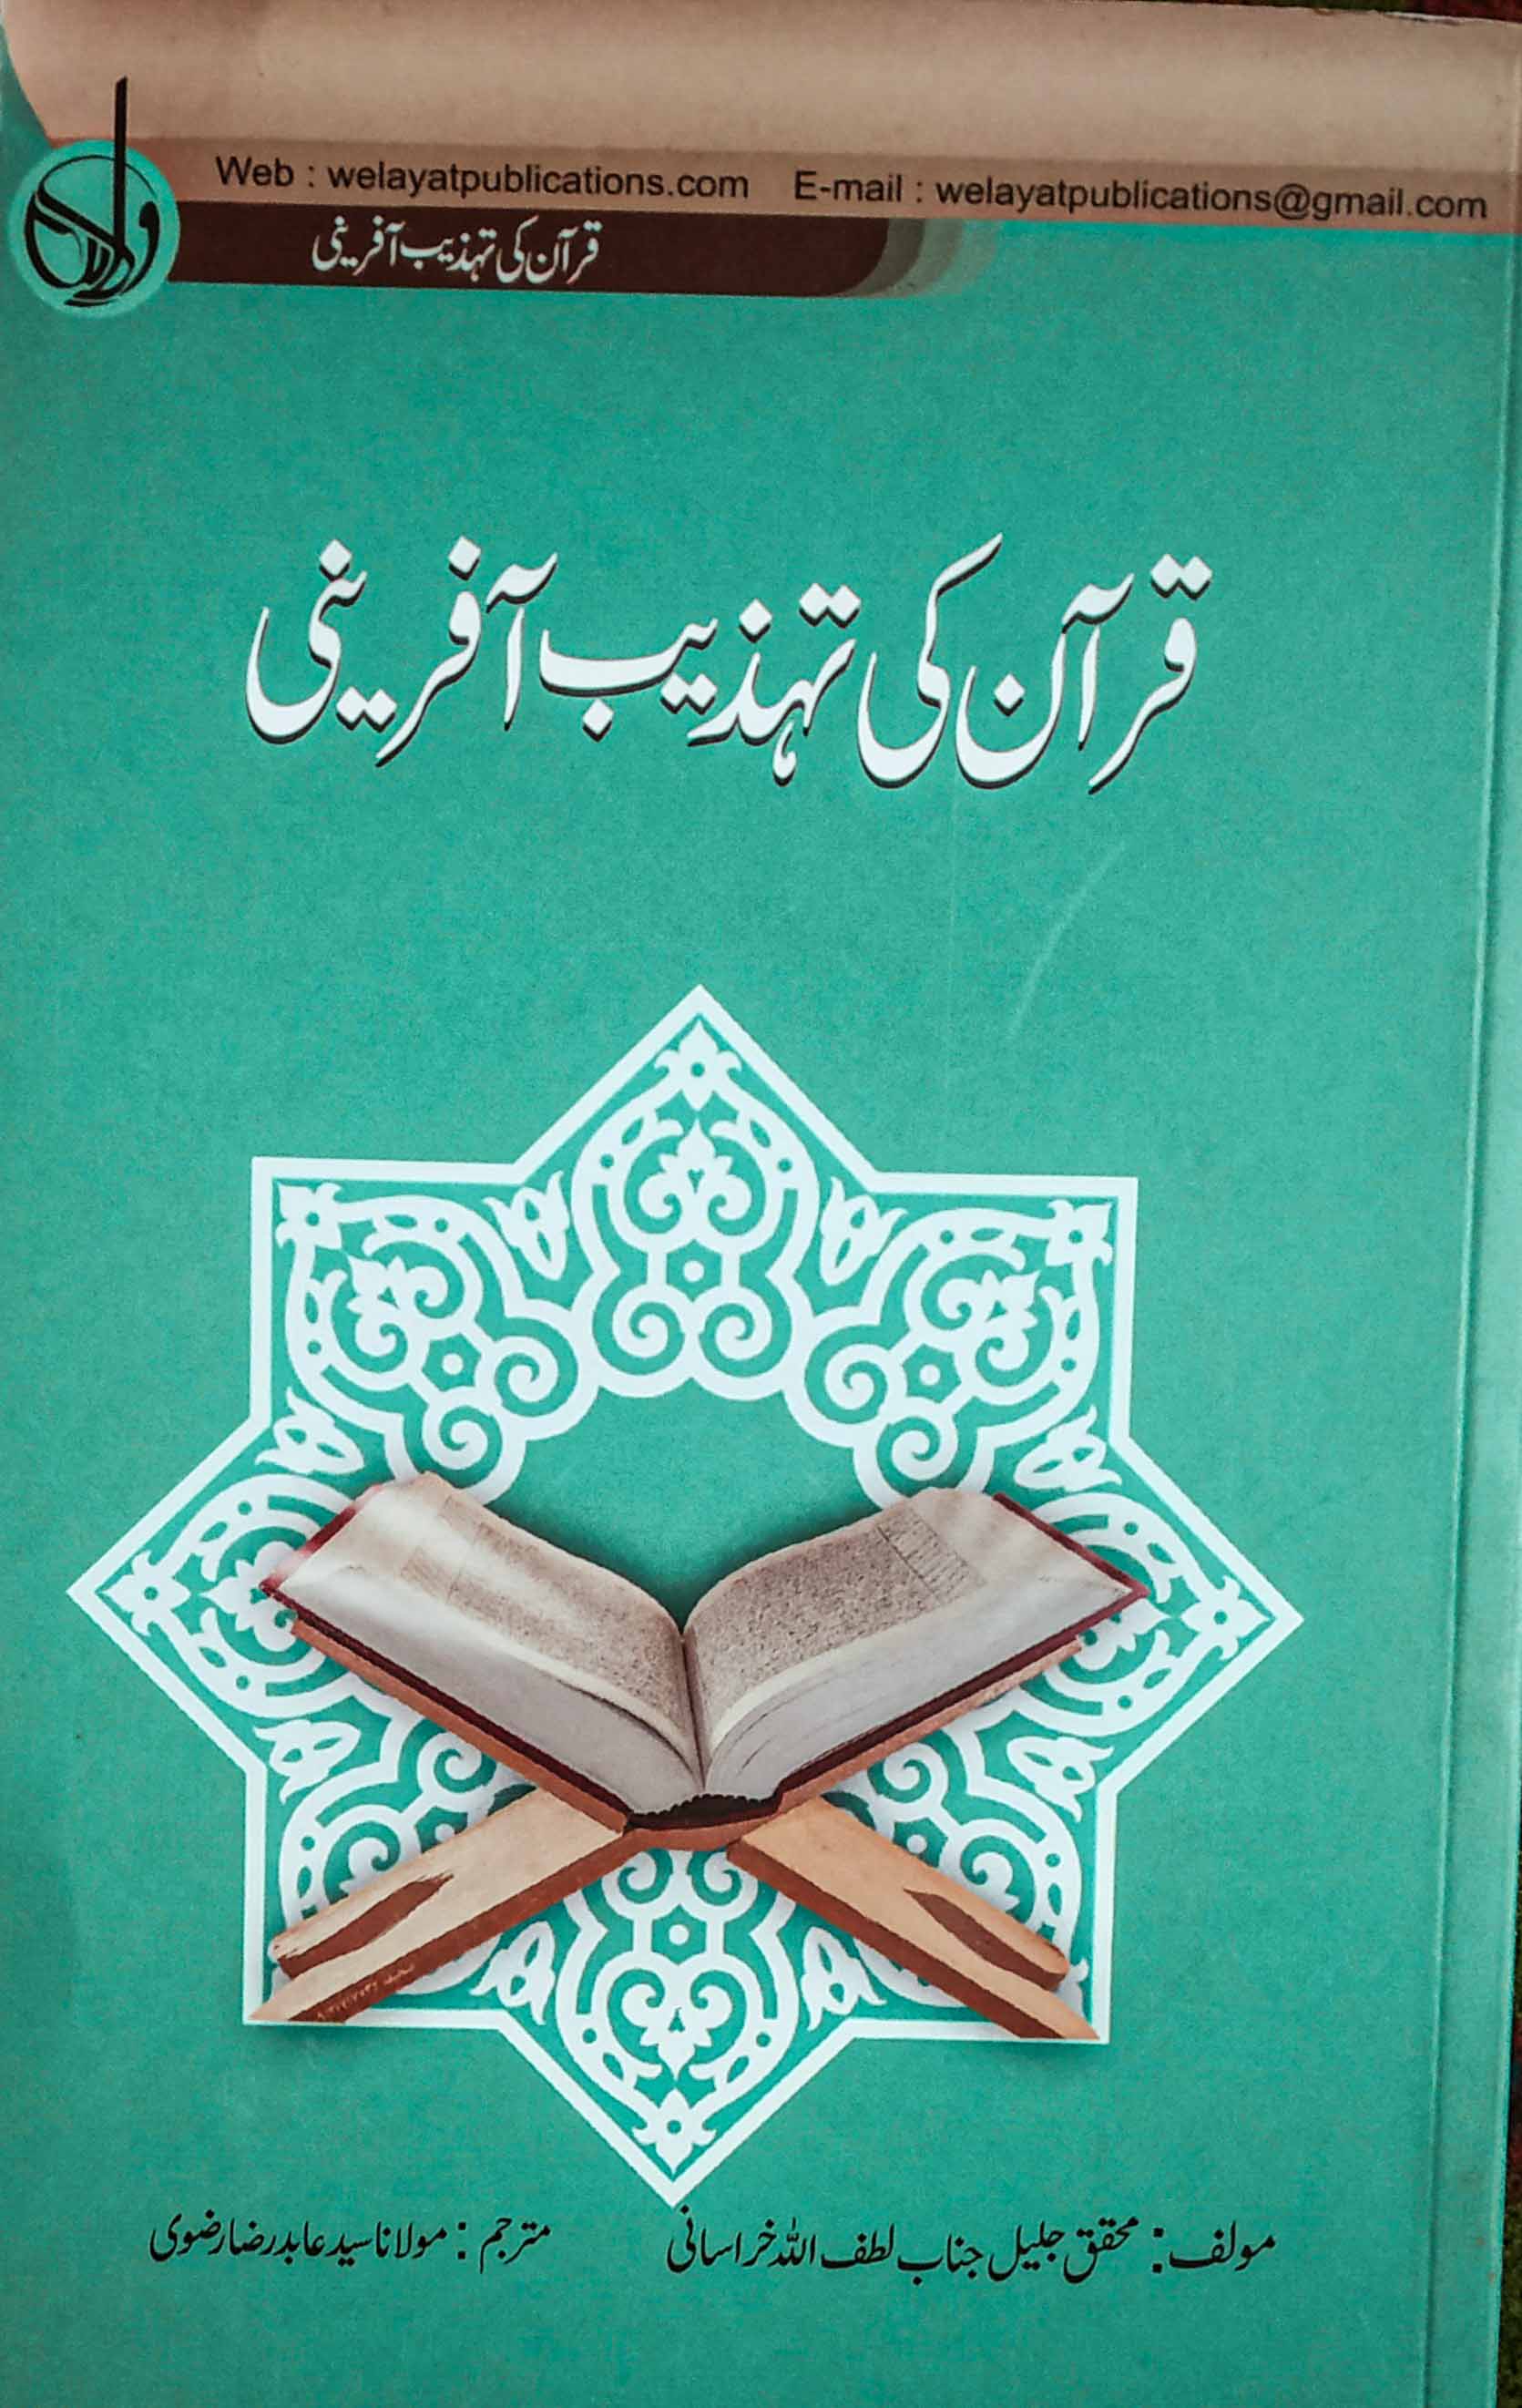 Web : welayatpublications.com E-mail : welayatpublications@gmail.com
قرآن کی تہذیب آفرینی
قرآن کی تہذیب آفرینی
مولف: محقق جلیل جناب لطف اللہ خراسانی
مترجم: مولانا سید عابد رضا رضوی